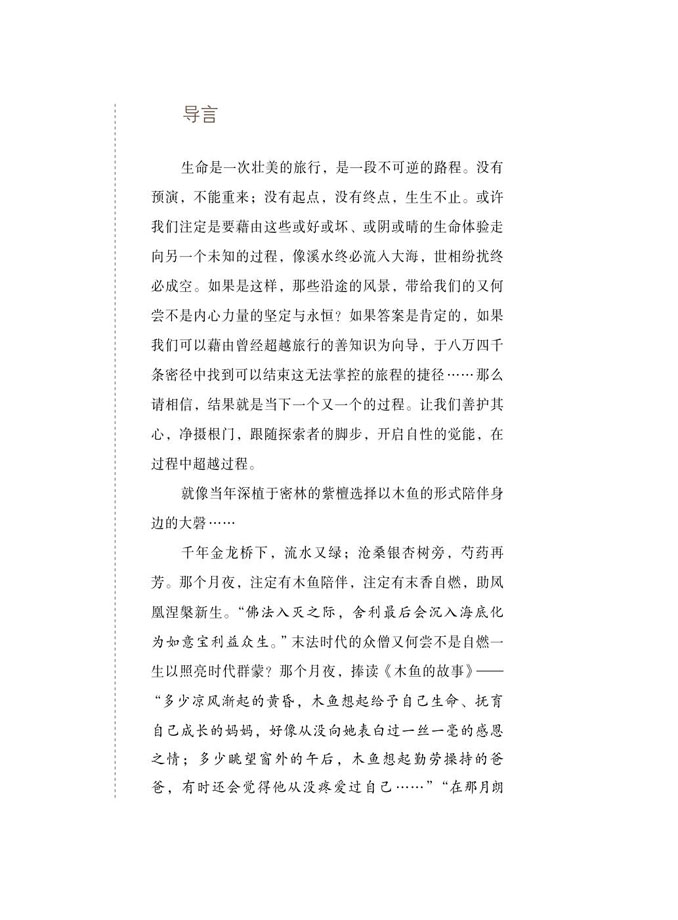 导言
生命是一次壮美的旅行，是一段不可逆的路程。没有
预演，不能重来；没有起点，没有终点，生生不止。或许
我们注定是要藉由这些或好或坏、或阴或晴的生命体验走
向另一个未知的过程，像溪水终必流入大海，世相纷扰终
必成空。如果是这样，那些沿途的风景，带给我们的又何
尝不是内心力量的坚定与永恒？如果答案是肯定的，如果
我们可以藉由曾经超越旅行的善知识为向导，于八万四千
条密径中找到可以结束这无法掌控的旅程的捷径……那么
请相信，结果就是当下一个又一个的过程。让我们善护其
心，净摄根门，跟随探索者的脚步，开启自性的觉能，在
过程中超越过程。
就像当年深植于密林的紫檀选择以木鱼的形式陪伴身
边的大磬……
千年金龙桥下，流水又绿；沧桑银杏树旁，芍药再
芳。那个月夜，注定有木鱼陪伴，注定有末香自燃，助凤
凰涅槃新生。“佛法入灭之际，舍利最后会沉入海底化
为如意宝利益众生。”末法时代的众僧又何尝不是自燃一
生以照亮时代群蒙？那个月夜，捧读《木鱼的故事》——
“多少凉风渐起的黄昏，木鱼想起给予自己生命、抚育
自己成长的妈妈，好像从没向她表白过一丝一毫的感恩
之情；多少眺望窗外的午后，木鱼想起勤劳操持的爸
爸，有时还会觉得他从没疼爱过自己……”“在那月朗